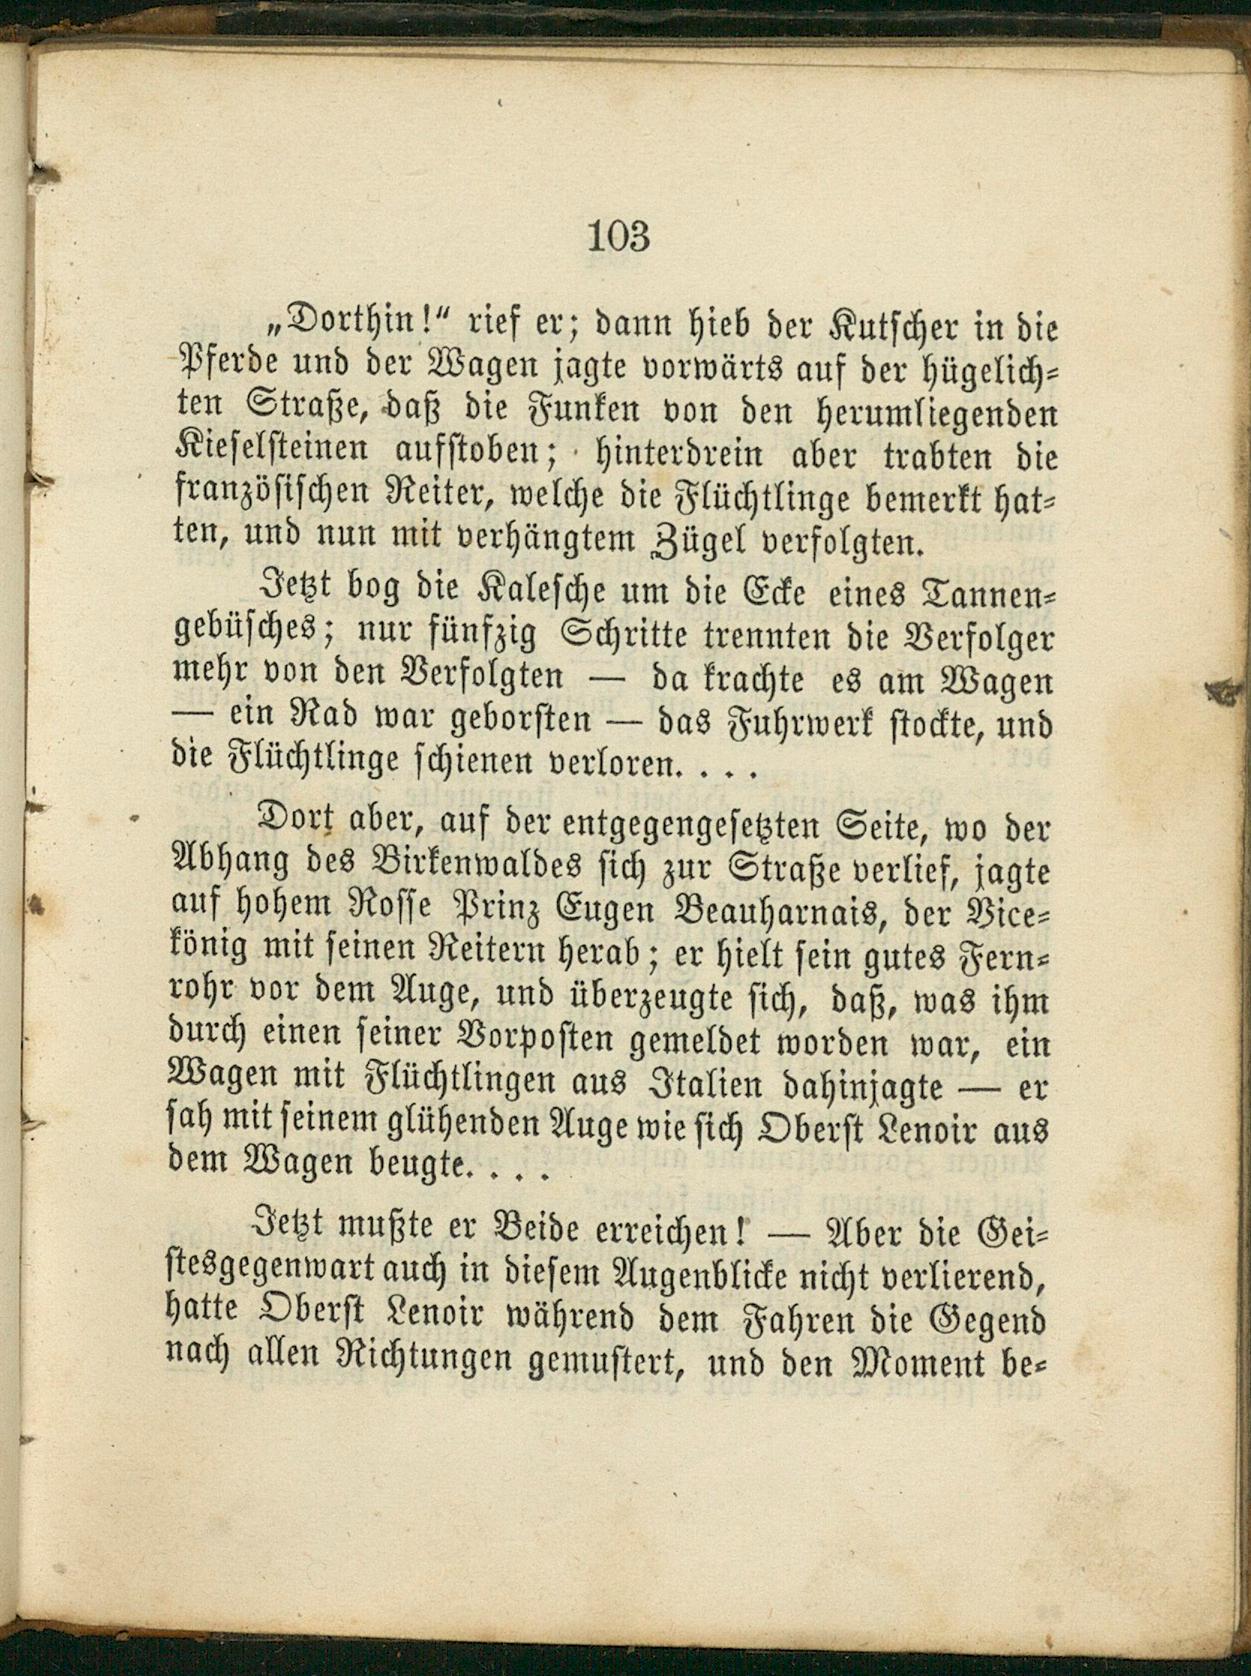 103
„Dorthin!“ rief er; dann hieb der Kutscher in die
Pferde und der Wagen jagte vorwärts auf der hügelich-
ten Straße, daß die Funken von den herumliegenden
Kieselsteinen aufstoben; hinterdrein aber trabten die
französischen Reiter, welche die Flüchtlinge bemerkt hat-
ten, und nun mit verhängtem Zügel verfolgten.
Jetzt bog die Kalesche um die Ecke eines Tannen-
gebüsches; nur fünfzig Schritte trennten die Verfolger
mehr von den Verfolgten — da krachte es am Wagen
— ein Rad war geborsten — das Fuhrwerk stockte, und
die Flüchtlinge schienen verloren. . . .
Dort aber, auf der entgegengesetzten Seite, wo der
Abhang des Birkenwaldes sich zur Straße verlief, jagte
auf hohem Rosse Prinz Eugen Beauharnais, der Vice-
könig mit seinen Reitern herab; er hielt sein gutes Fern-
rohr vor dem Auge, und überzeugte sich, daß, was ihm
durch einen seiner Vorposten gemeldet worden war, ein
Wagen mit Flüchtlingen aus Italien dahinjagte — er
sah mit seinem glühenden Auge wie sich Oberst Lenoir aus
dem Wagen beugte. . . .
Jetzt mußte er Beide erreichen! — Aber die Gei-
stesgegenwart auch in diesem Augenblicke nicht verlierend,
hatte Oberst Lenoir während dem Fahren die Gegend
nach allen Richtungen gemustert, und den Moment be-